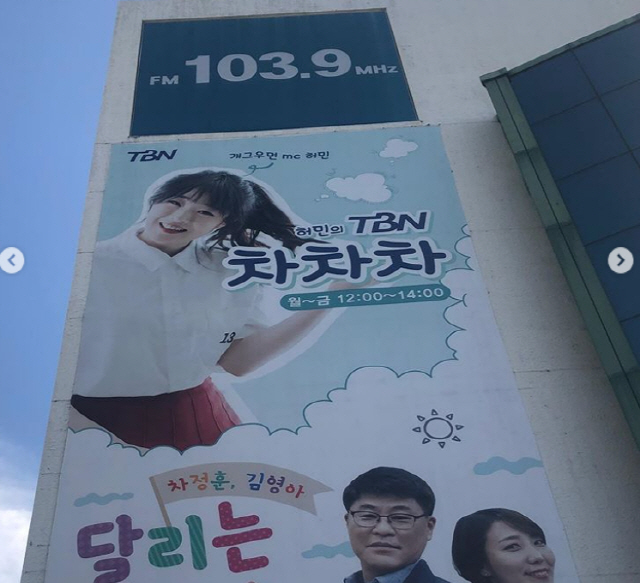 FM 103.9 MHz
TBN
개그우먼 mc 허민
허민의 TBN
차차차
월~금 12:00~14:00
13
차정훈, 김영아
달리는